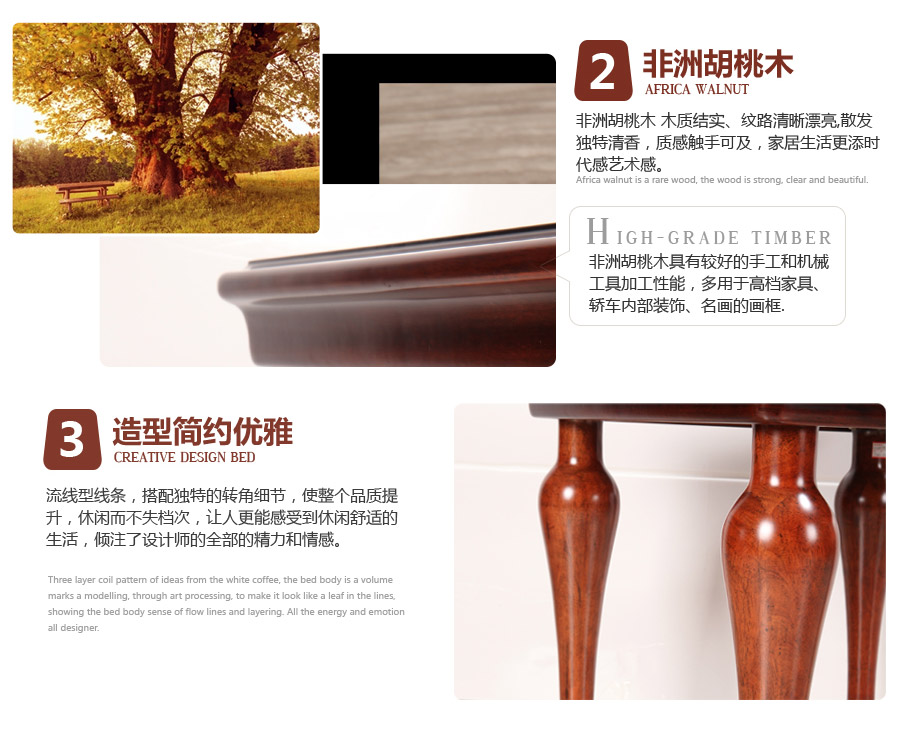 2
非洲胡桃木
AFRICA WALNUT
非洲胡桃木 木质结实、纹路清晰漂亮,散发
独特清香，质感触手可及，家居生活更添时
代感艺术感。
Africa walnut is a rare wood, the wood is strong, clear and beautiful.
HIGH-GRADE TIMBER
非洲胡桃木具有较好的手工和机械
工具加工性能，多用于高档家具、
轿车内部装饰、名画的画框.
3
造型简约优雅
CREATIVE DESIGN BED
流线型线条，搭配独特的转角细节，使整个品质提
升，休闲而不失档次，让人更能感受到休闲舒适的
生活，倾注了设计师的全部的精力和情感。
Three layer coil pattern of ideas from the white coffee, the bed body is a volume
marks a modelling, through art processing, to make it look like a leaf in the lines,
showing the bed body sense of flow lines and layering. All the energy and emotion
all designer.